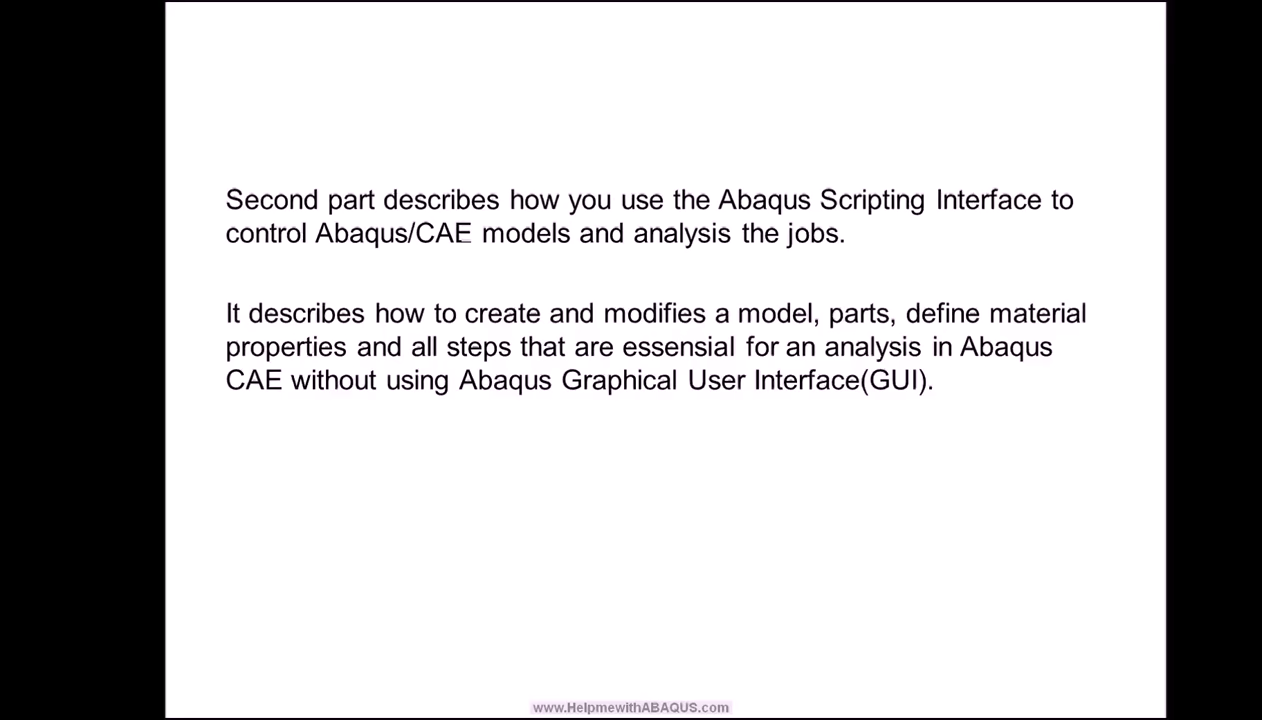 Second part describes how you use the Abaqus Scripting Interface to
control Abaqus/CAE models and analysis the jobs.
It describes how to create and modifies a model, parts, define material
properties and all steps that are essensial for an analysis in Abaqus
CAE without using Abaqus Graphical User Interface(GUI).
www.HelpmewithABAQUS.com